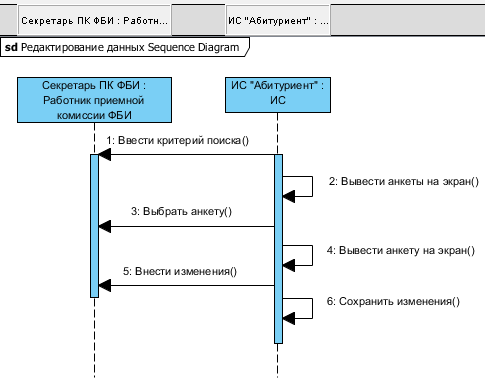 Секретарь ПК ФБИ : Работн...
ИС "Абитуриент" : ...
sd Редактирование данных Sequence Diagram
Секретарь ПК ФБИ :
Работник приемной
комиссии ФБИ
ИС "Абитуриент" :
ИС
1: Ввести критерий поиска()
2: Вывести анкеты на экран()
3: Выбрать анкету()
4: Вывести анкету на экран()
5: Внести изменения()
6: Сохранить изменения()